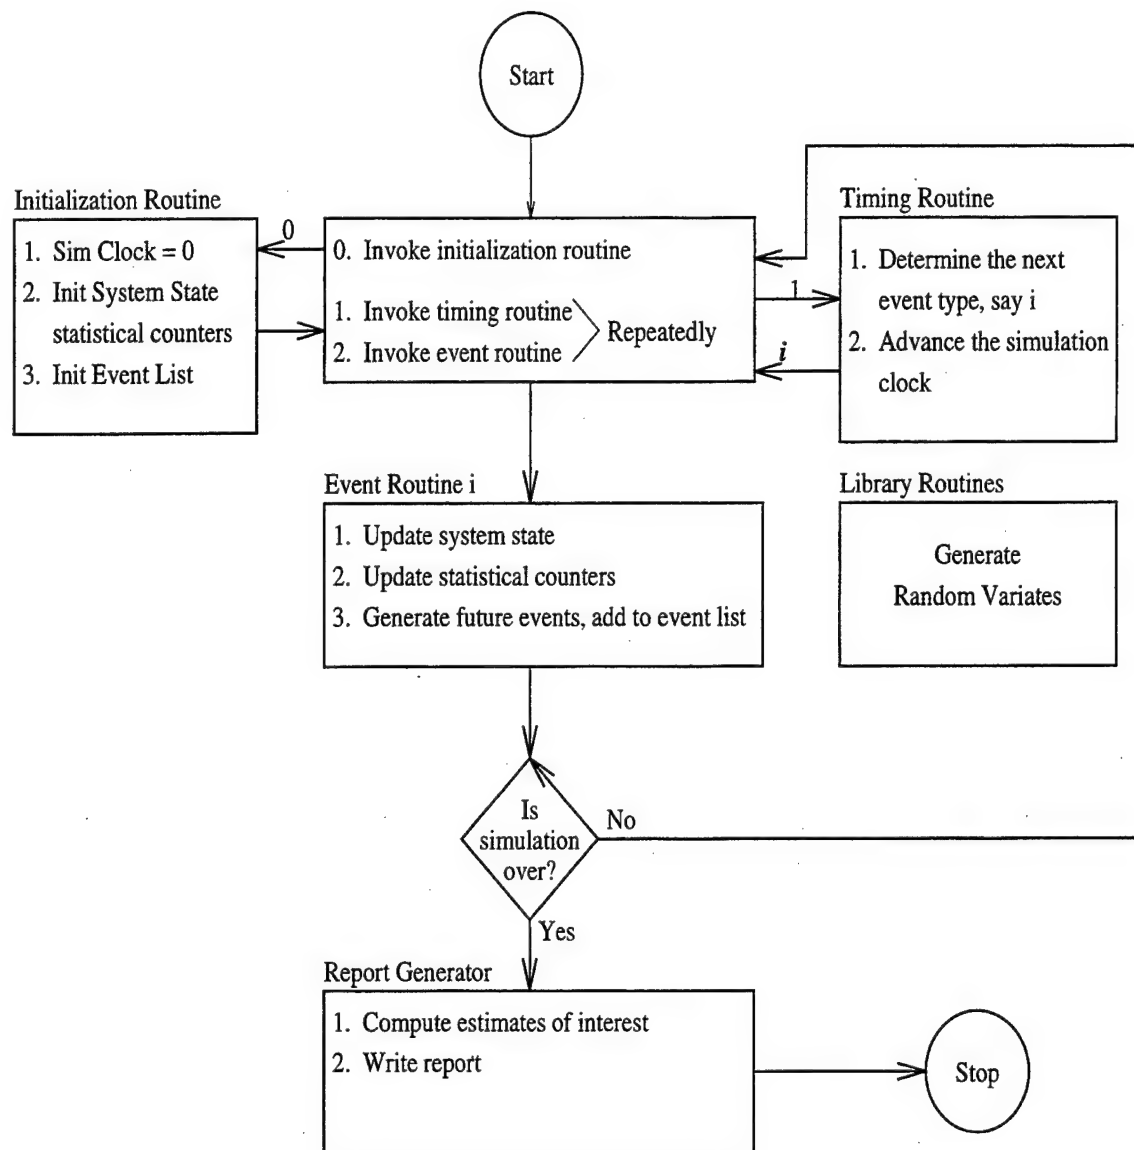 Start
Initialization Routine
1. Sim Clock = 0
2. Init System State
statistical counters
3. Init Event List
0
0. Invoke initialization routine
1. Invoke timing routine
2. Invoke event routine
Repeatedly
1
i
Timing Routine
1. Determine the next
event type, say i
2. Advance the simulation
clock
Event Routine i
1. Update system state
2. Update statistical counters
3. Generate future events, add to event list
Library Routines
Generate
Random Variates
Is
simulation
over?
No
Yes
Report Generator
1. Compute estimates of interest
2. Write report
Stop